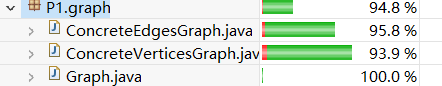 P1.graph 94.8 %
ConcreteEdgesGraph.java 95.8 %
ConcreteVerticesGraph.jav 93.9 %
Graph.java 100.0 %